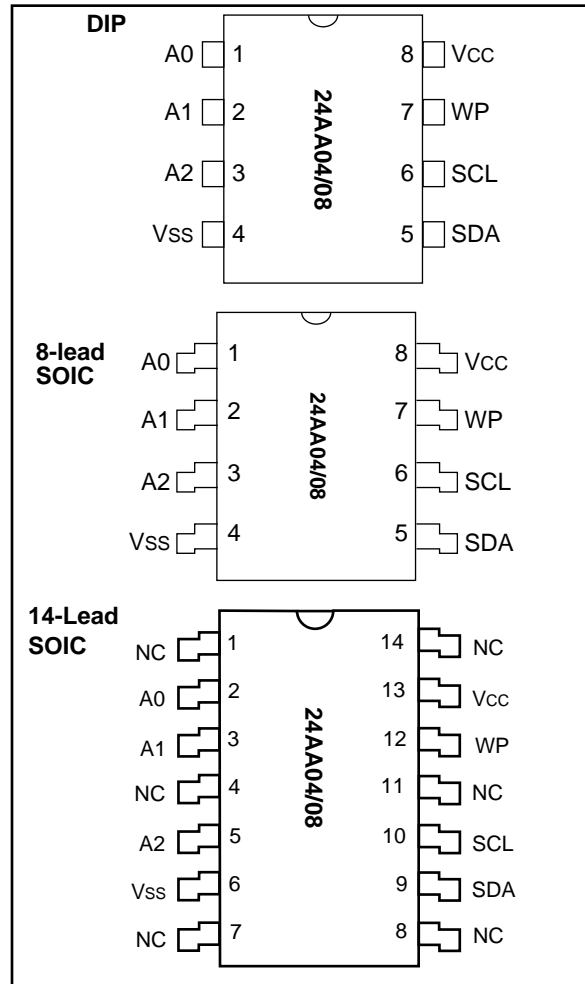 DIP
A0 1 8 VCC
A1 2 7 WP
A2 3 6 SCL
VSS 4 5 SDA
24AA04/08
8-lead
SOIC
A0 1 8 VCC
A1 2 7 WP
A2 3 6 SCL
VSS 4 5 SDA
24AA04/08
14-Lead
SOIC
NC 1 14 NC
A0 2 13 VCC
A1 3 12 WP
NC 4 11 NC
A2 5 10 SCL
VSS 6 9 SDA
NC 7 8 NC
24AA04/08